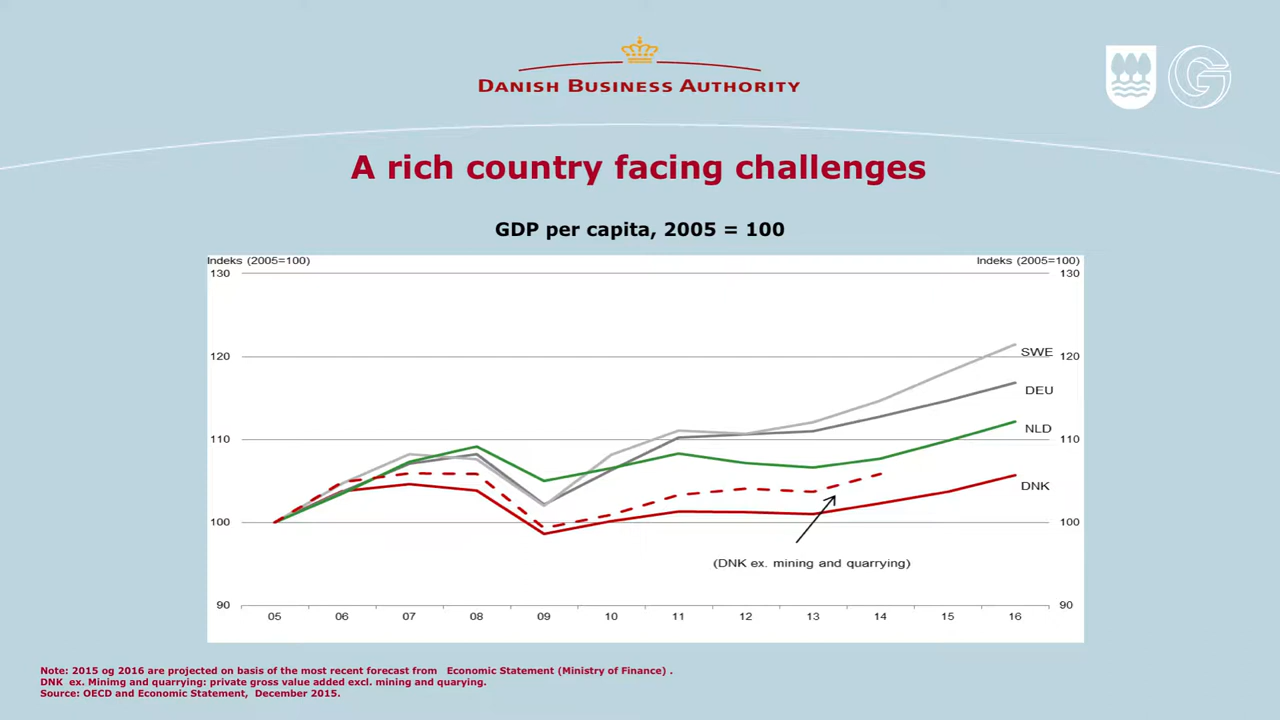 DANISH BUSINESS AUTHORITY
A rich country facing challenges
GDP per capita, 2005 = 100
Indeks (2005=100) Indeks (2005=100)
130 130
SWE
120 120
DEU
NLD
110 110
DNK
100 100
(DNK ex. mining and quarrying)
90 90
05 06 07 08 09 10 11 12 13 14 15 16
Note: 2015 og 2016 are projected on basis of the most recent forecast from Economic Statement (Ministry of Finance) .
DNK ex. Minimg and quarrying: private gross value added excl. mining and quarying.
Source: OECD and Economic Statement, December 2015.